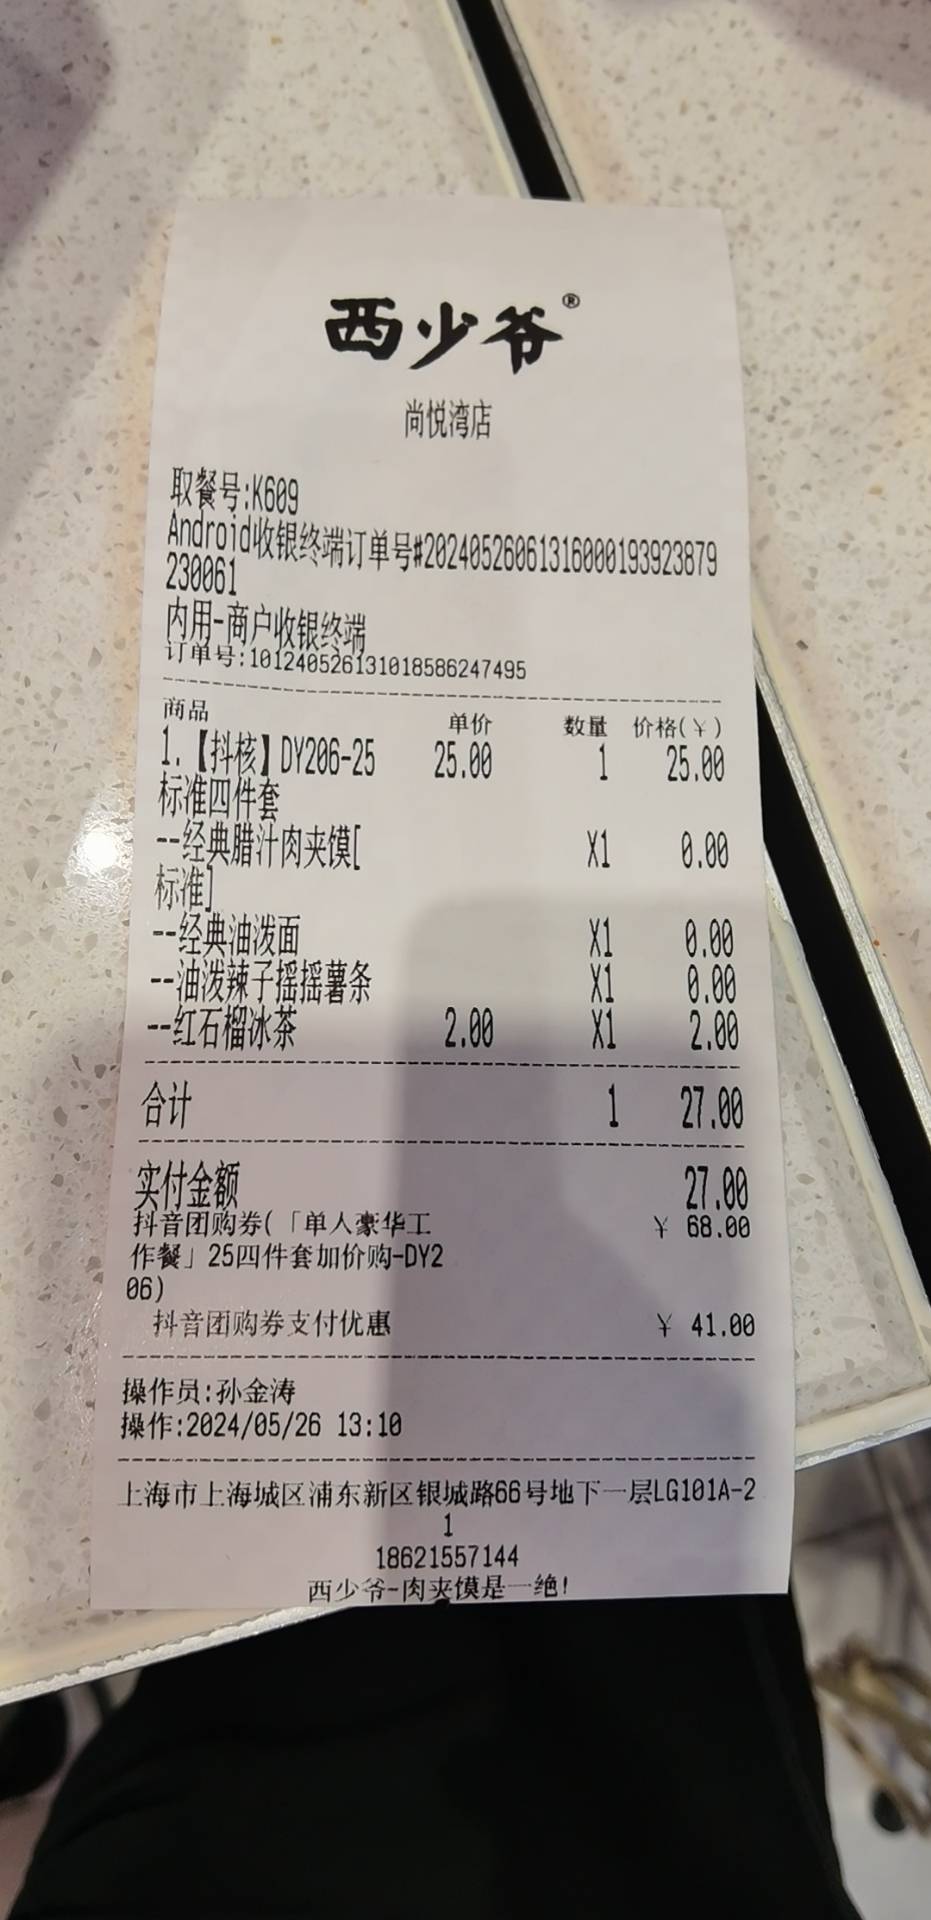 西少爷®
尚悦湾店
取餐号:K609
Android收银终端订单号#202405260613160001939238​79
230061
内用-商户收银终端
订单号:101240526131018586247495
商品 单价 数量 价格(¥)
1.【抖核】DY206-25 25.00 1 25.00
标准四件套
--经典腊汁肉夹馍[ X1 0.00
标准]
--经典油泼面 X1 0.00
--油泼辣子摇摇薯条 X1 0.00
--红石榴冰茶 2.00 X1 2.00
合计 1 27.00
实付金额 27.00
抖音团购券(「单人豪华工 ¥ 68.00
作餐」25四件套加价购-DY2
06)
抖音团购券支付优惠 ¥ 41.00
操作员:孙金涛
操作:2024/05/26 13:10
上海市上海城区浦东新区银城路66号地下一层LG101A-2
1
18621557144
西少爷-肉夹馍是一绝!